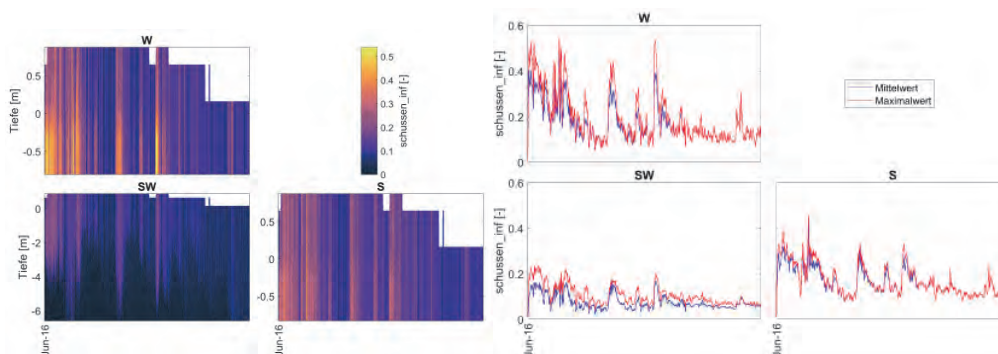 W
0.5
0
-0.5
Tiefe [m]
0.5
0.4
0.3
0.2
0.1
0
schussen_inf [-]
SW
0
-2
-4
-6
Tiefe [m]
Jun-16
S
0.5
0
-0.5
Jun-16
W
0.6
0.4
0.2
0
schussen_inf [-]
Mittelwert
Maximalwert
SW
0.6
0.4
0.2
0
schussen_inf [-]
Jun-16
S
Jun-16